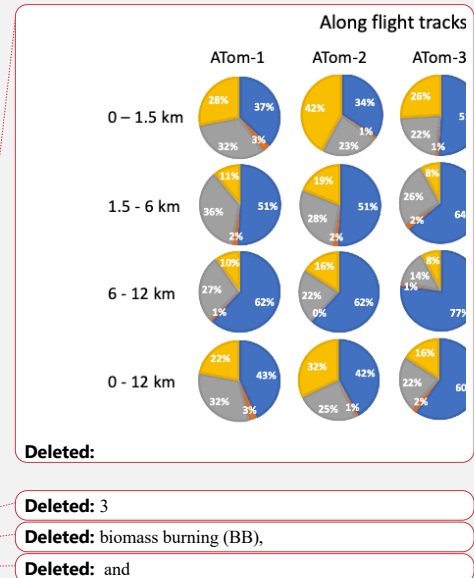 Along flight tracks
ATom-1 ATom-2 ATom-3
0 – 1.5 km 28% 37% 3% 32% 42% 34% 1% 23% 26% 22% 1%
1.5 - 6 km 11% 51% 2% 36% 19% 51% 2% 28% 8% 26% 2% 64
6 - 12 km 10% 62% 1% 27% 16% 62% 0% 22% 8% 14% 1% 77%
0 - 12 km 22% 43% 3% 32% 32% 42% 1% 25% 16% 22% 2% 60
Deleted:
Deleted: 3
Deleted: biomass burning (BB),
Deleted: and